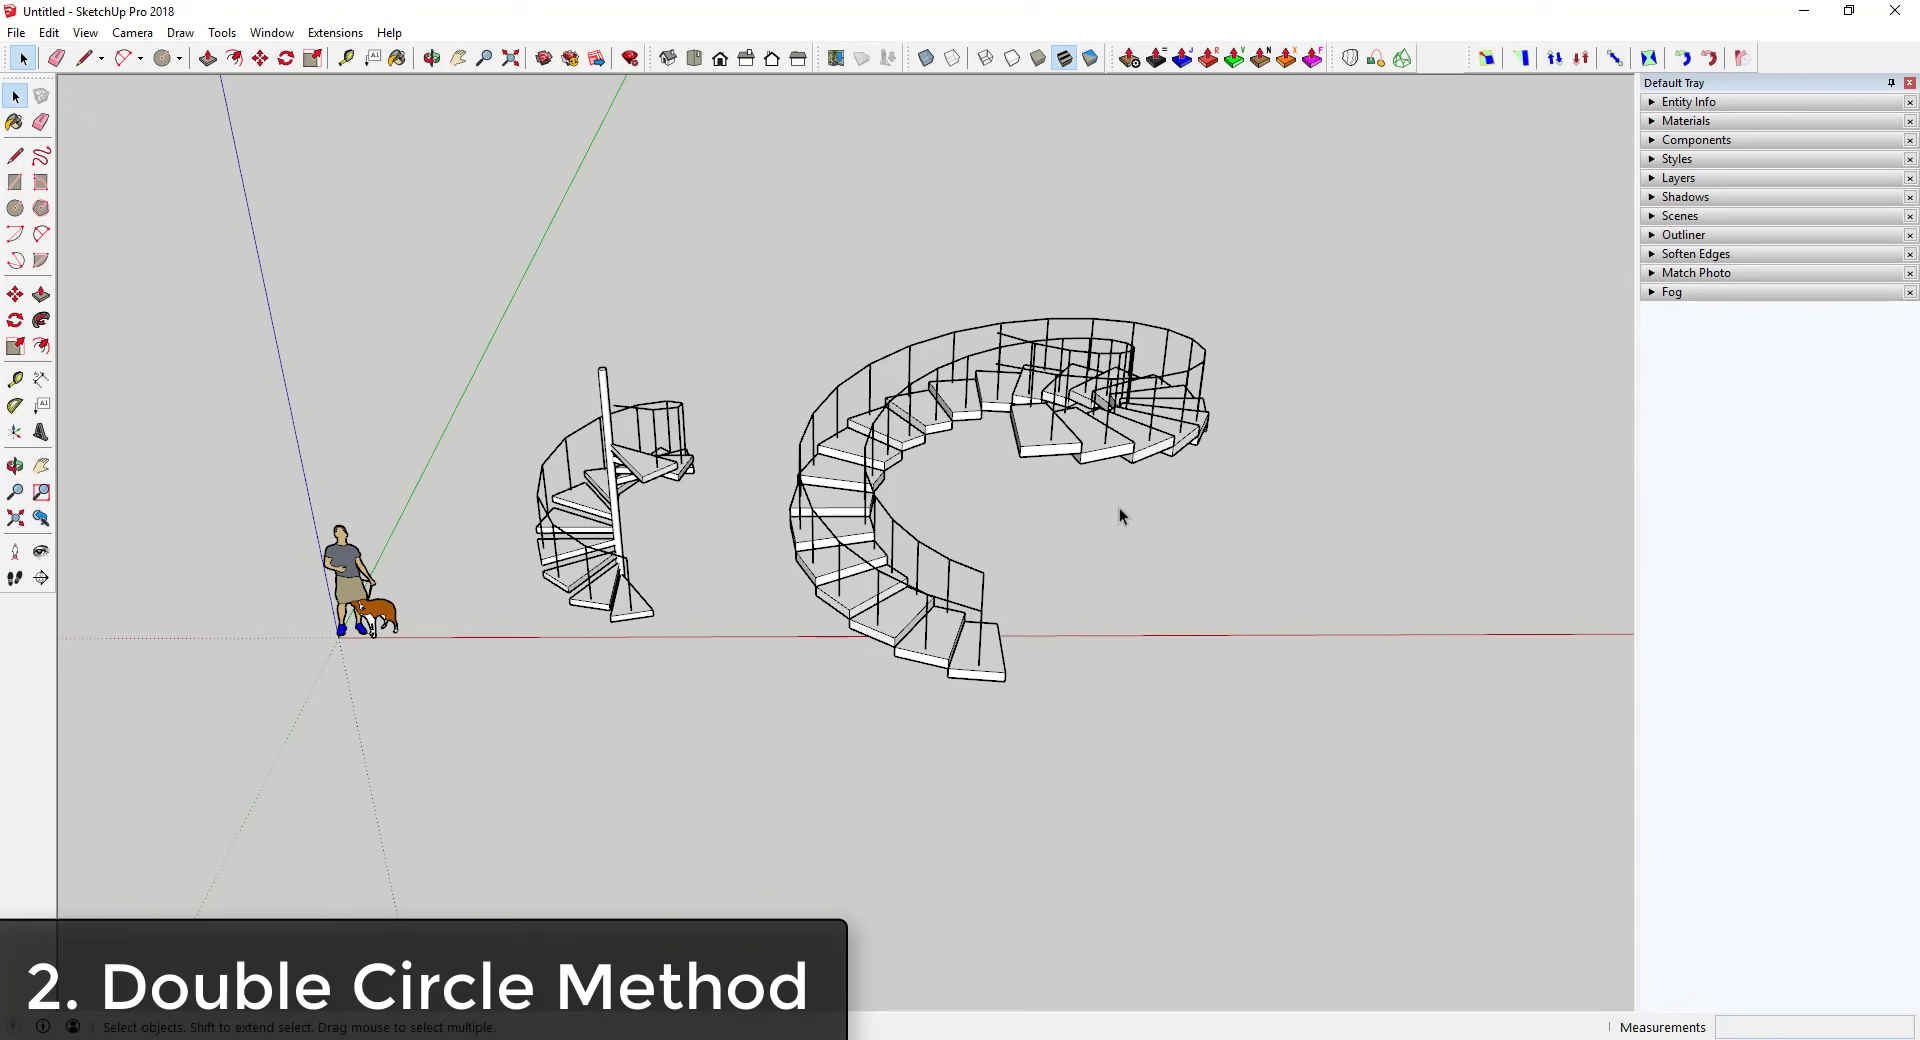 Untitled - SketchUp Pro 2018
File Edit View Camera Draw Tools Window Extensions Help
Default Tray
Entity Info
Materials
Components
Styles
Layers
Shadows
Scenes
Outliner
Soften Edges
Match Photo
Fog
2. Double Circle Method
Select objects. Shift to extend select. Drag mouse to select multiple.
Measurements